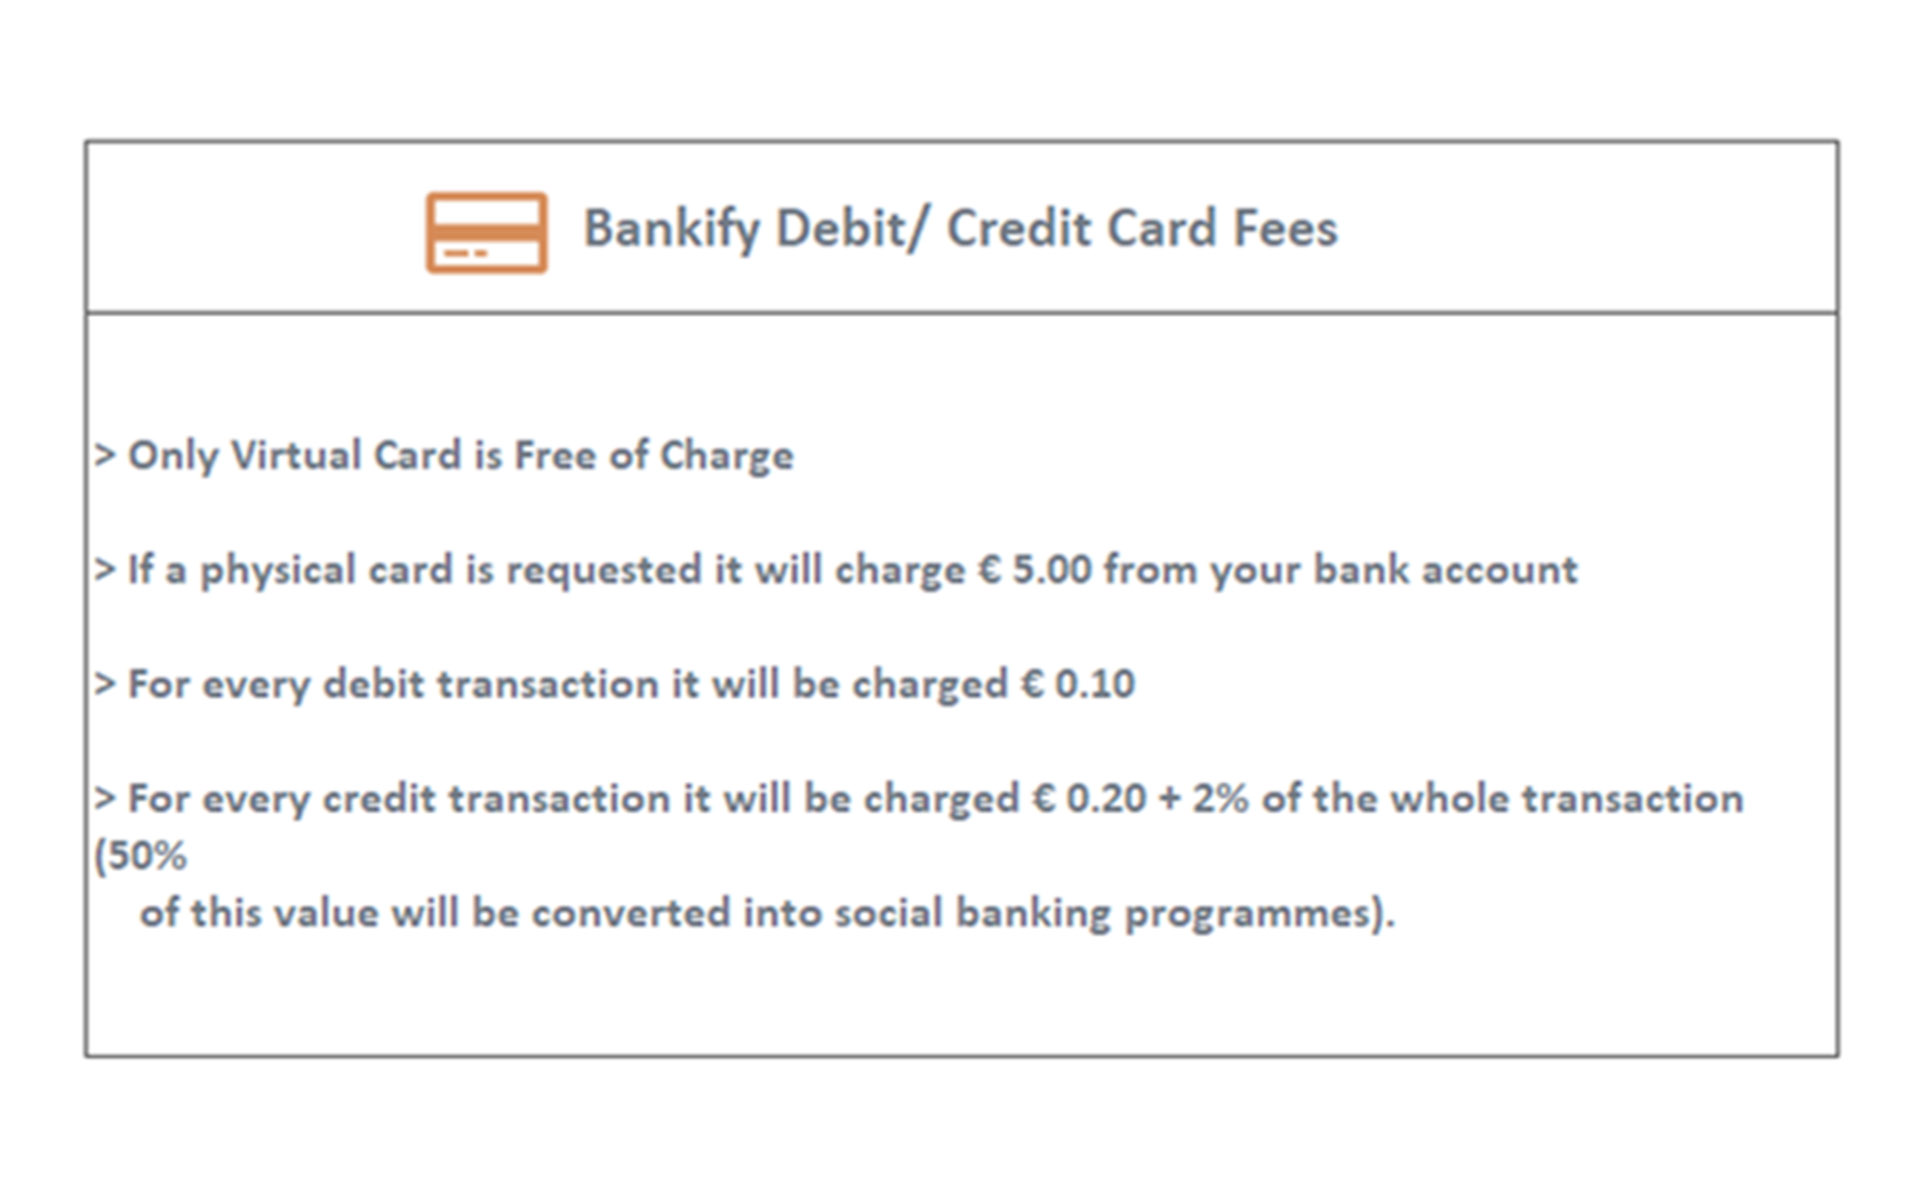 Bankify Debit/ Credit Card Fees
> Only Virtual Card is Free of Charge
> If a physical card is requested it will charge € 5.00 from your bank account
> For every debit transaction it will be charged € 0.10
> For every credit transaction it will be charged € 0.20 + 2% of the whole transaction
(50%
of this value will be converted into social banking programmes).